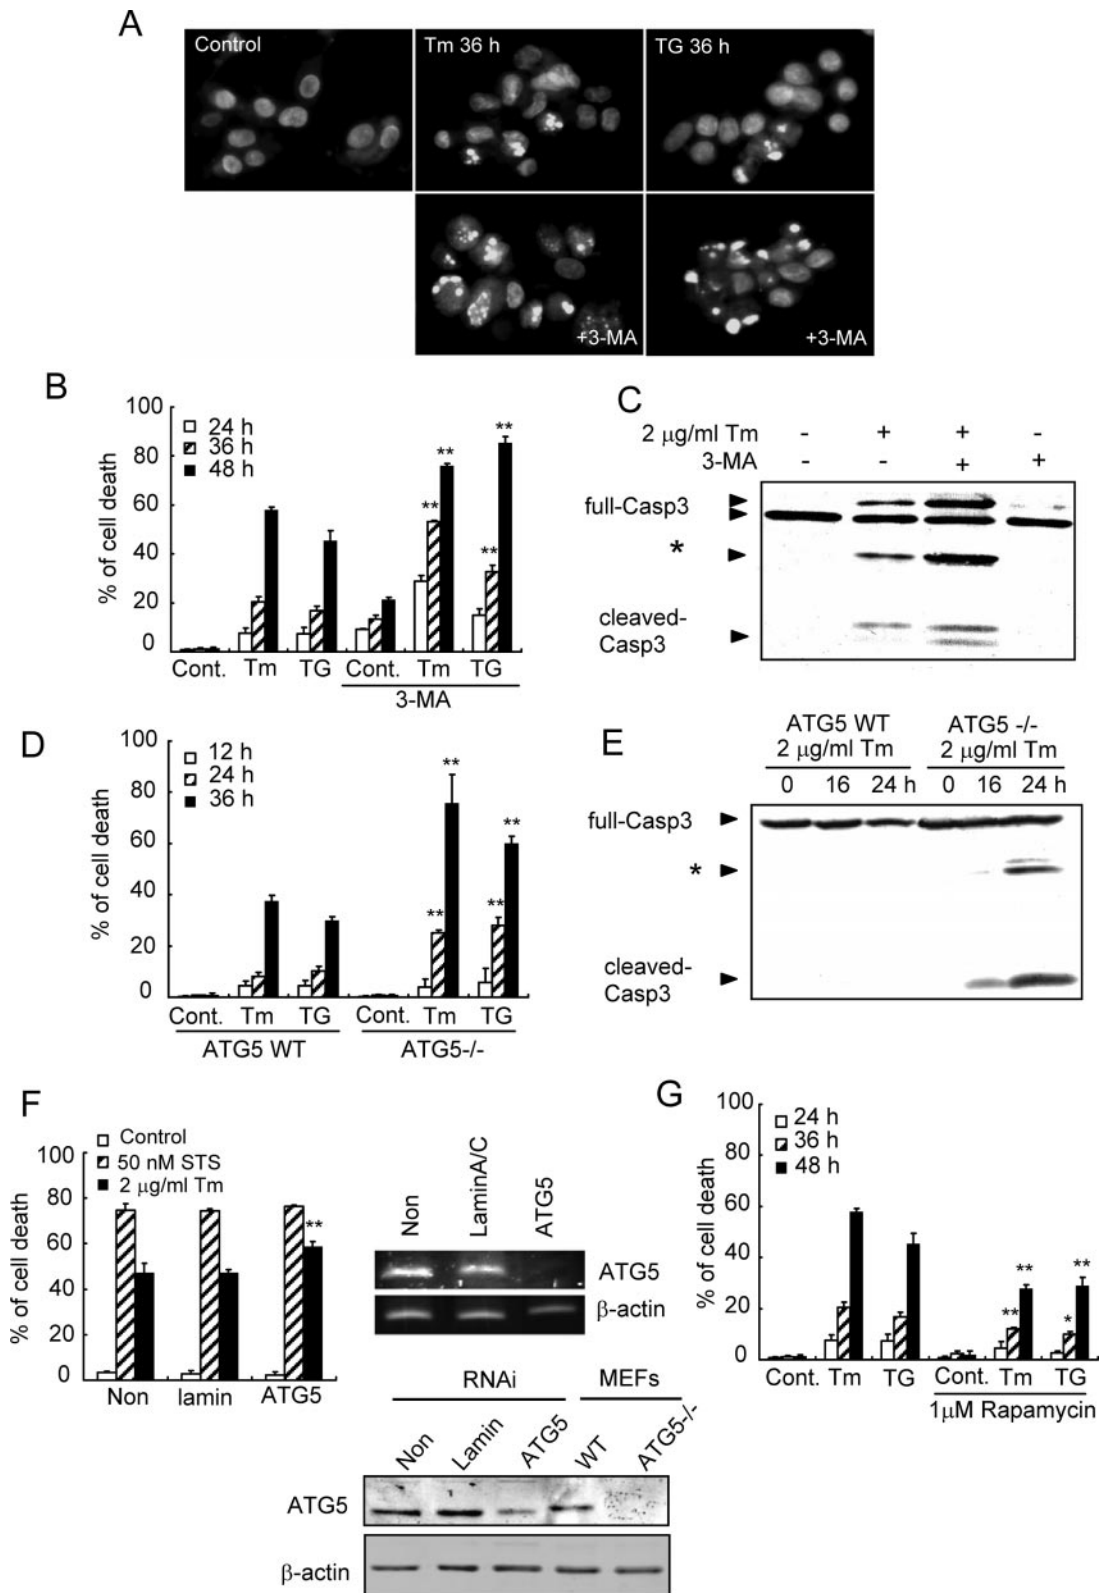 A
Control
Tm 36 h
TG 36 h
+3-MA
+3-MA
B
100
80
60
40
20
0
% of cell death
24 h
36 h
48 h
** ** ** **
Cont. Tm TG Cont. Tm TG
3-MA
C
2 μg/ml Tm - + + -
3-MA - - + +
full-Casp3
*
cleaved-
Casp3
D
100
80
60
40
20
0
% of cell death
12 h
24 h
36 h
** ** ** **
Cont. Tm TG Cont. Tm TG
ATG5 WT ATG5-/-
E
ATG5 WT ATG5 -/-
2 μg/ml Tm 2 μg/ml Tm
0 16 24 h 0 16 24 h
full-Casp3
*
cleaved-
Casp3
F
100
80
60
40
20
0
% of cell death
Control
50 nM STS
2 μg/ml Tm
**
Non lamin ATG5
Non LaminA/C ATG5
ATG5
β-actin
RNAi MEFs
Non Lamin ATG5 WT ATG5-/-
ATG5
β-actin
G
100
80
60
40
20
0
% of cell death
24 h
36 h
48 h
** ** * **
Cont. Tm TG Cont. Tm TG
1μM Rapamycin